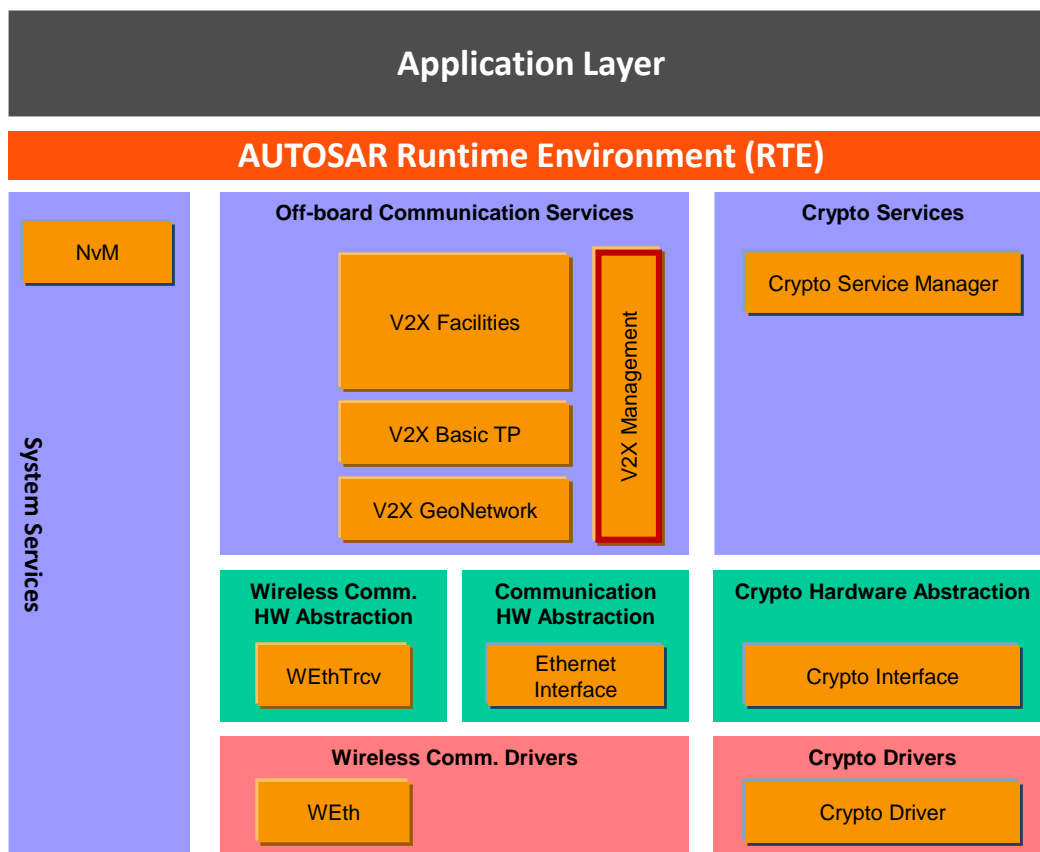 Application Layer
AUTOSAR Runtime Environment (RTE)
System Services
NvM
Off-board Communication Services
V2X Facilities
V2X Basic TP
V2X GeoNetwork
V2X Management
Crypto Services
Crypto Service Manager
Wireless Comm.
HW Abstraction
WEthTrcv
Communication
HW Abstraction
Ethernet
Interface
Crypto Hardware Abstraction
Crypto Interface
Wireless Comm. Drivers
WEth
Crypto Drivers
Crypto Driver